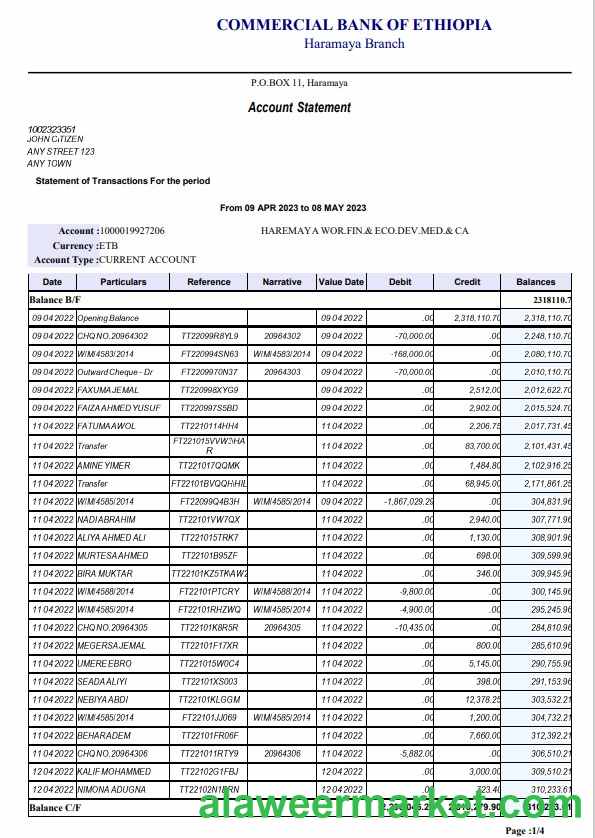 COMMERCIAL BANK OF ETHIOPIA
Haramaya Branch
P.O.BOX 11, Haramaya
Account Statement
1002323351
JOHN CITIZEN
ANY STREET 123
ANY TOWN
Statement of Transactions For the period
From 09 APR 2023 to 08 MAY 2023
Account :1000019927206 HAREMAYA WOR.FIN.& ECO.DEV.MED.& CA
Currency :ETB
Account Type :CURRENT ACCOUNT
Date Particulars Reference Narrative Value Date Debit Credit Balances
Balance B/F 2318110.7
09 04 2022 Opening Balance 09 04 2022 .00 2,318,110.70 2,318,110.70
09 04 2022 CHQ NO.20964302 TT22099R8YL9 20964302 09 04 2022 -70,000.00 .00 2,248,110.70
09 04 2022 WIM/4583/2014 FT220994SN63 WIM/4583/2014 09 04 2022 -168,000.00 .00 2,080,110.70
09 04 2022 Outward Cheque - Dr FT2209970N37 20964303 09 04 2022 -70,000.00 .00 2,010,110.70
09 04 2022 FAXUMA JEMAL TT220998XYG9 09 04 2022 .00 2,512.00 2,012,622.70
09 04 2022 FAIZA AHMED YUSUF TT220997S5BD 09 04 2022 .00 2,902.00 2,015,524.70
11 04 2022 FATUMA AWOL TT2210114HH4 11 04 2022 .00 2,206.75 2,017,731.45
11 04 2022 Transfer 11 04 2022 .00 83,700.00 2,101,431.45
R
11 04 2022 AMINE YIMER TT221017QQMK 11 04 2022 .00 1,484.80 2,102,916.25
11 04 2022 Transfer 11 04 2022 .00 68,945.00 2,171,861.25
11 04 2022 WIM/4585/2014 FT22099Q4B3H WIM/4585/2014 09 04 2022 -1,867,029.29 .00 304,831.96
11 04 2022 NADI ABRAHIM TT22101VW7QX 11 04 2022 .00 2,940.00 307,771.96
11 04 2022 ALIYA AHMED ALI TT221015TRK7 11 04 2022 .00 1,130.00 308,901.96
11 04 2022 MURTESA AHMED TT22101B95ZF 11 04 2022 .00 698.00 309,599.96
11 04 2022 BIRA MUKTAR 11 04 2022 .00 346.00 309,945.96
11 04 2022 WIM/4588/2014 FT22101PTCRY WIM/4588/2014 11 04 2022 -9,800.00 .00 300,145.96
11 04 2022 WIM/4585/2014 FT22101RHZWQ WIM/4585/2014 11 04 2022 -4,900.00 .00 295,245.96
11 04 2022 CHQ NO.20964305 TT22101K8R5R 20964305 11 04 2022 -10,435.00 .00 284,810.96
11 04 2022 MEGERSA JEMAL TT22101F17XR 11 04 2022 .00 800.00 285,610.96
11 04 2022 UMERE EBRO TT221015W0C4 11 04 2022 .00 5,145.00 290,755.96
11 04 2022 SEADA ALIYI TT22101XS003 11 04 2022 .00 398.00 291,153.96
11 04 2022 NEBIYA ABDI TT22101KLGGM 11 04 2022 .00 12,378.25 303,532.21
11 04 2022 WIM/4585/2014 FT22101JJ069 WIM/4585/2014 11 04 2022 .00 1,200.00 304,732.21
11 04 2022 BEHAR ADEM TT22101FR06F 11 04 2022 .00 7,660.00 312,392.21
11 04 2022 CHQ NO.20964306 TT221011RTY9 20964306 11 04 2022 -5,882.00 .00 306,510.21
12 04 2022 KALIF MOHAMMED TT22102G1FBJ 12 04 2022 .00 3,000.00 309,510.21
12 04 2022 NIMONA ADUGNA 12 04 2022 .00 723.40 310,233.61
Balance C/F
alaweermarket.com
Page :1/4